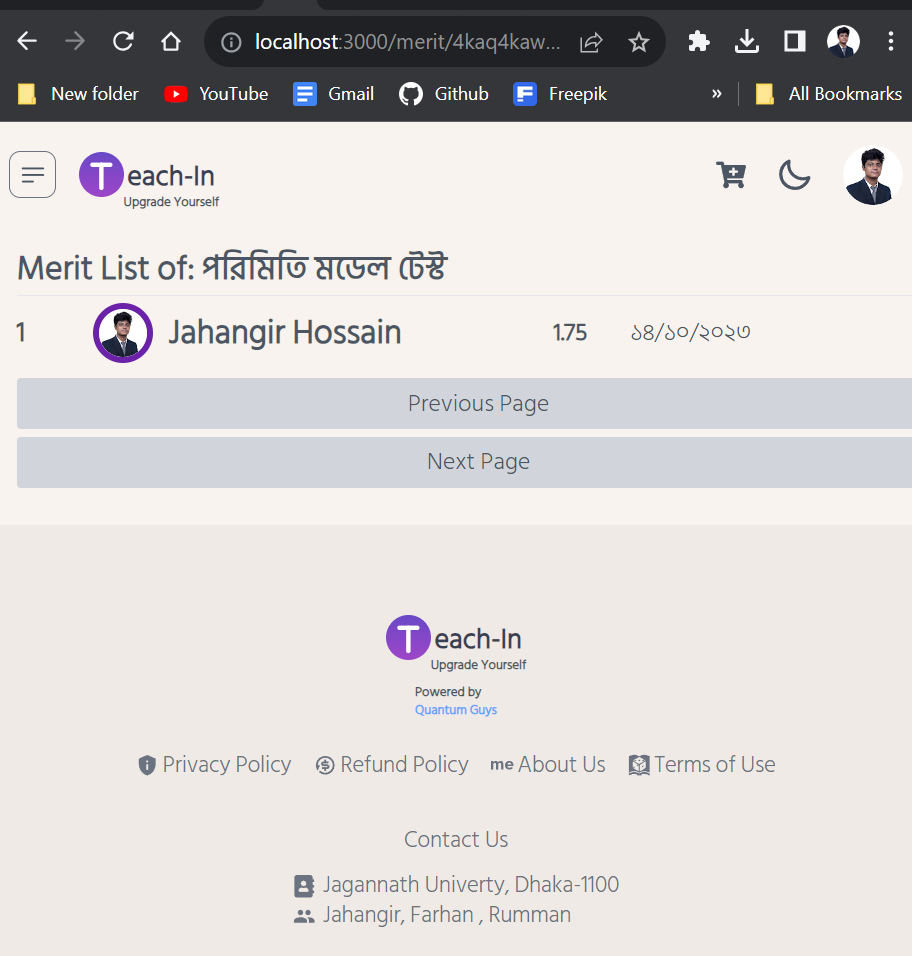 localhost:3000/merit/4kaq4kaw...
New folder YouTube Gmail Github Freepik » All Bookmarks
Teach-In
Upgrade Yourself
Merit List of: পরিমিতি মডেল টেস্ট
1 Jahangir Hossain 1.75 ১৪/১০/২০২৩
Previous Page
Next Page
Teach-In
Upgrade Yourself
Powered by
Quantum Guys
Privacy Policy Refund Policy me About Us Terms of Use
Contact Us
Jagannath Univerty, Dhaka-1100
Jahangir, Farhan , Rumman